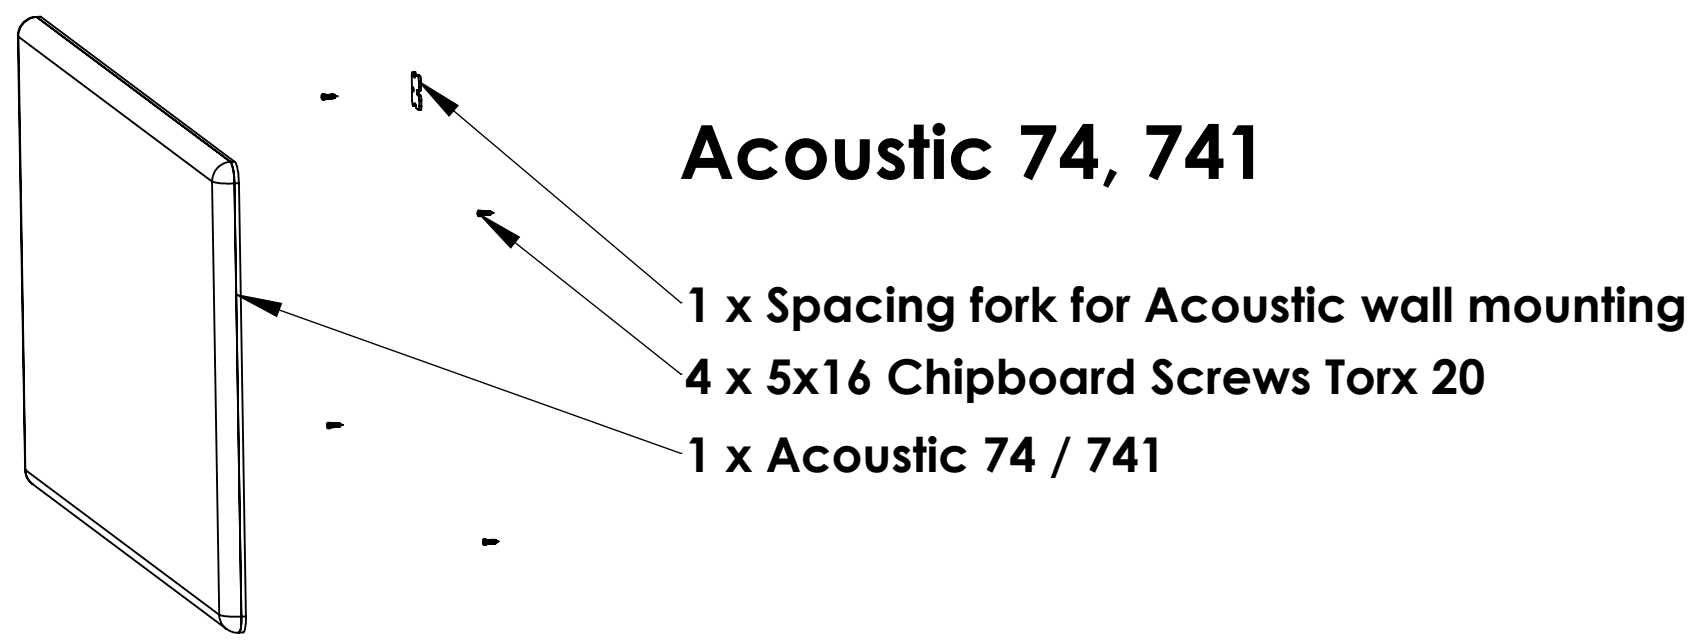 Acoustic 74, 741
1 x Spacing fork for Acoustic wall mounting
4 x 5x16 Chipboard Screws Torx 20
1 x Acoustic 74 / 741